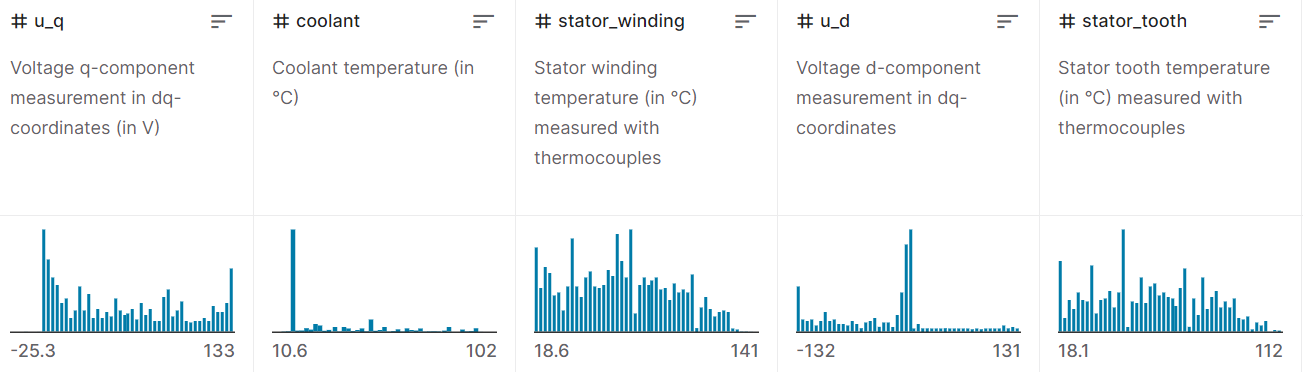 # u_q
Voltage q-component
measurement in dq-
coordinates (in V)
-25.3 133
# coolant
Coolant temperature (in
°C)
10.6 102
# stator_winding
Stator winding
temperature (in °C)
measured with
thermocouples
18.6 141
# u_d
Voltage d-component
measurement in dq-
coordinates
-132 131
# stator_tooth
Stator tooth temperature
(in °C) measured with
thermocouples
18.1 112